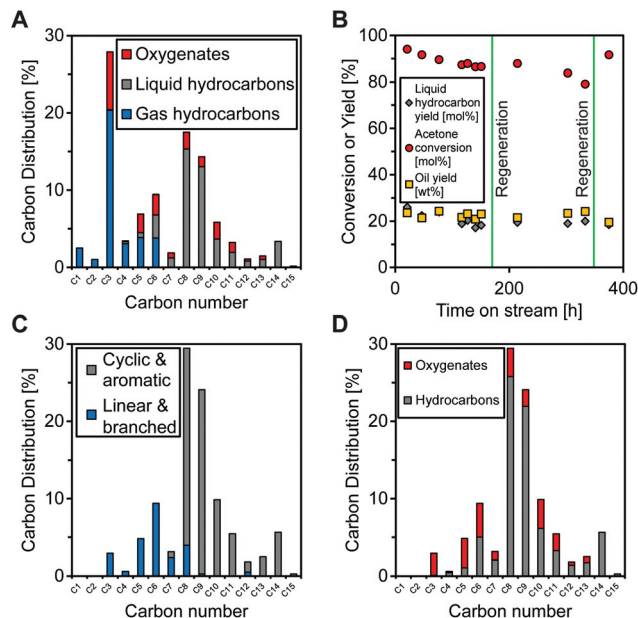 A
Carbon Distribution [%]
30
20
10
0
Oxygenates
Liquid hydrocarbons
Gas hydrocarbons
C1 C2 C3 C4 C5 C6 C7 C8 C9 C10 C11 C12 C13 C14 C15
Carbon number
B
Conversion or Yield [%]
100
80
60
40
20
0
Liquid
hydrocarbon
yield [mol%]
Acetone
conversion
[mol%]
Oil yield
[wt%]
Regeneration
Regeneration
0 200 400
Time on stream [h]
C
Carbon Distribution [%]
30
20
10
0
Cyclic &
aromatic
Linear &
branched
C1 C2 C3 C4 C5 C6 C7 C8 C9 C10 C11 C12 C13 C14 C15
Carbon number
D
Carbon Distribution [%]
30
20
10
0
Oxygenates
Hydrocarbons
C1 C2 C3 C4 C5 C6 C7 C8 C9 C10 C11 C12 C13 C14 C15
Carbon number